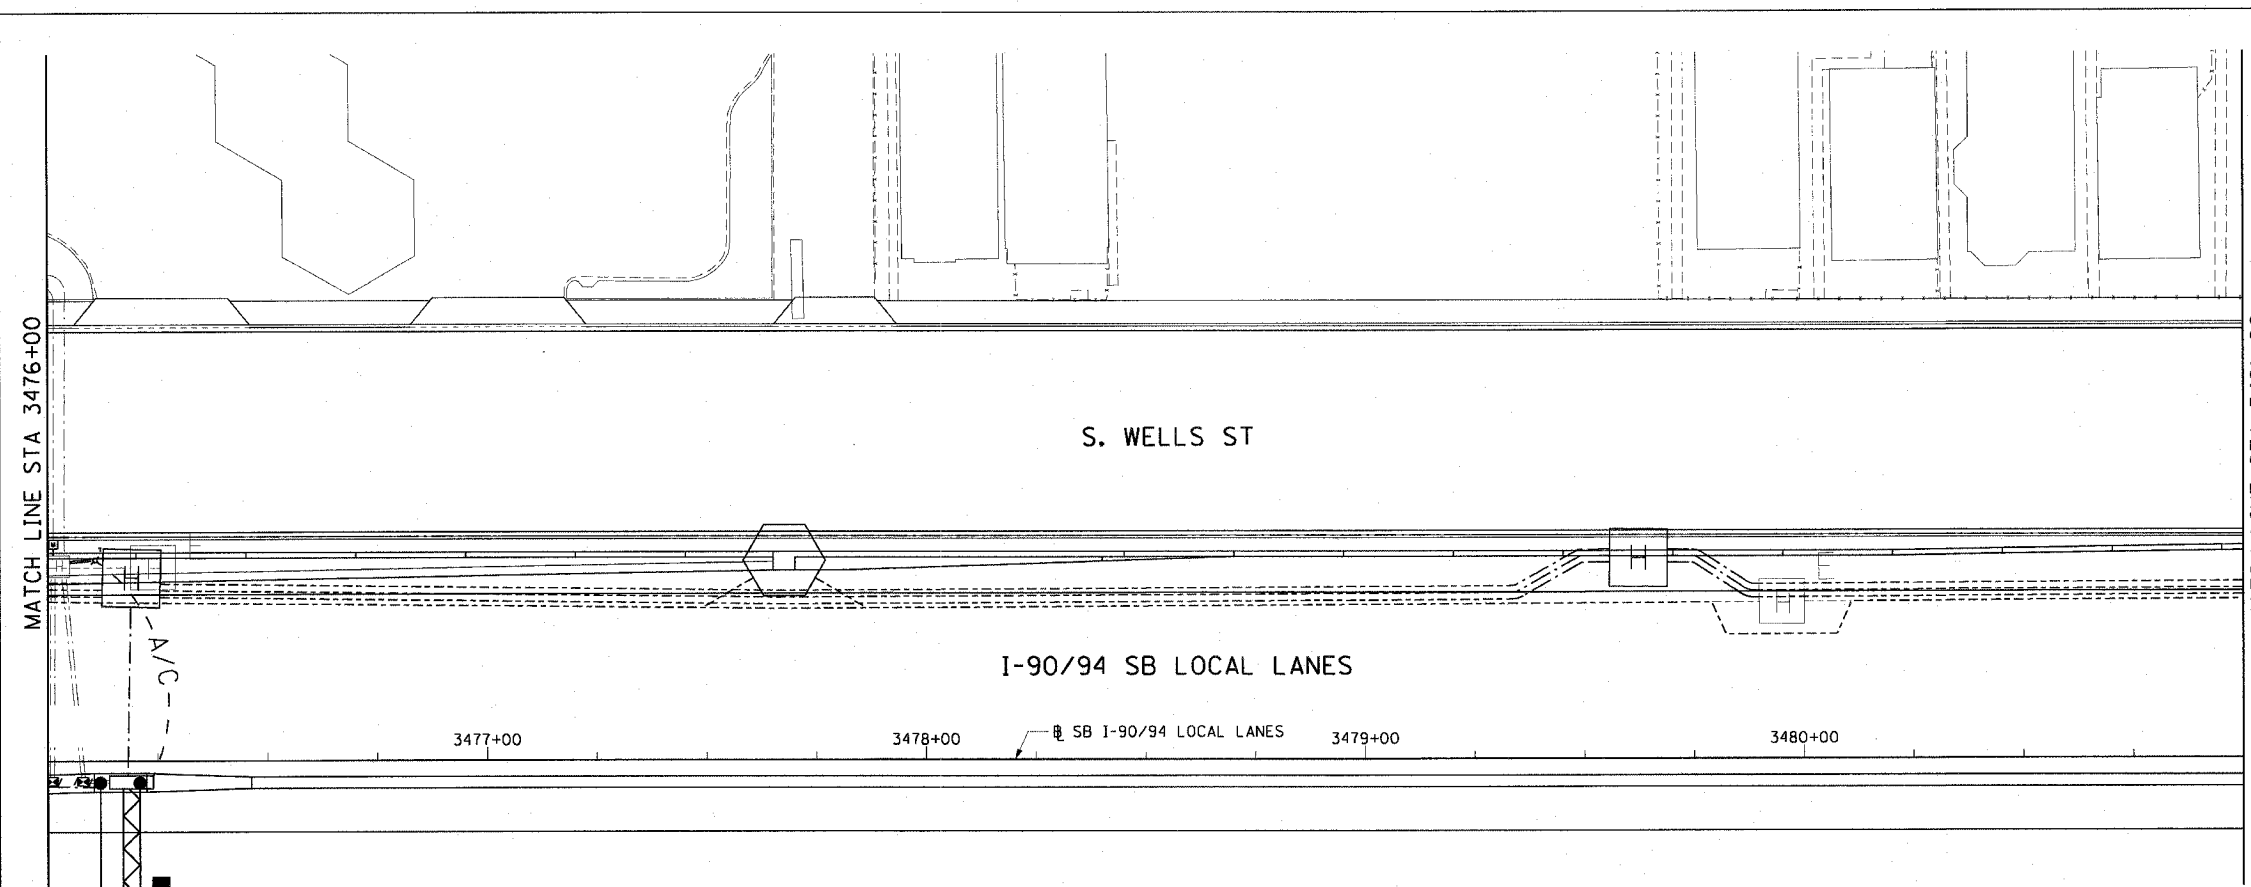 MATCH LINE STA 3476+00
S. WELLS ST
H
H
E
H
A/C
I-90/94 SB LOCAL LANES
SB I-90/94 LOCAL LANES
3477+00
3478+00
3479+00
3480+00